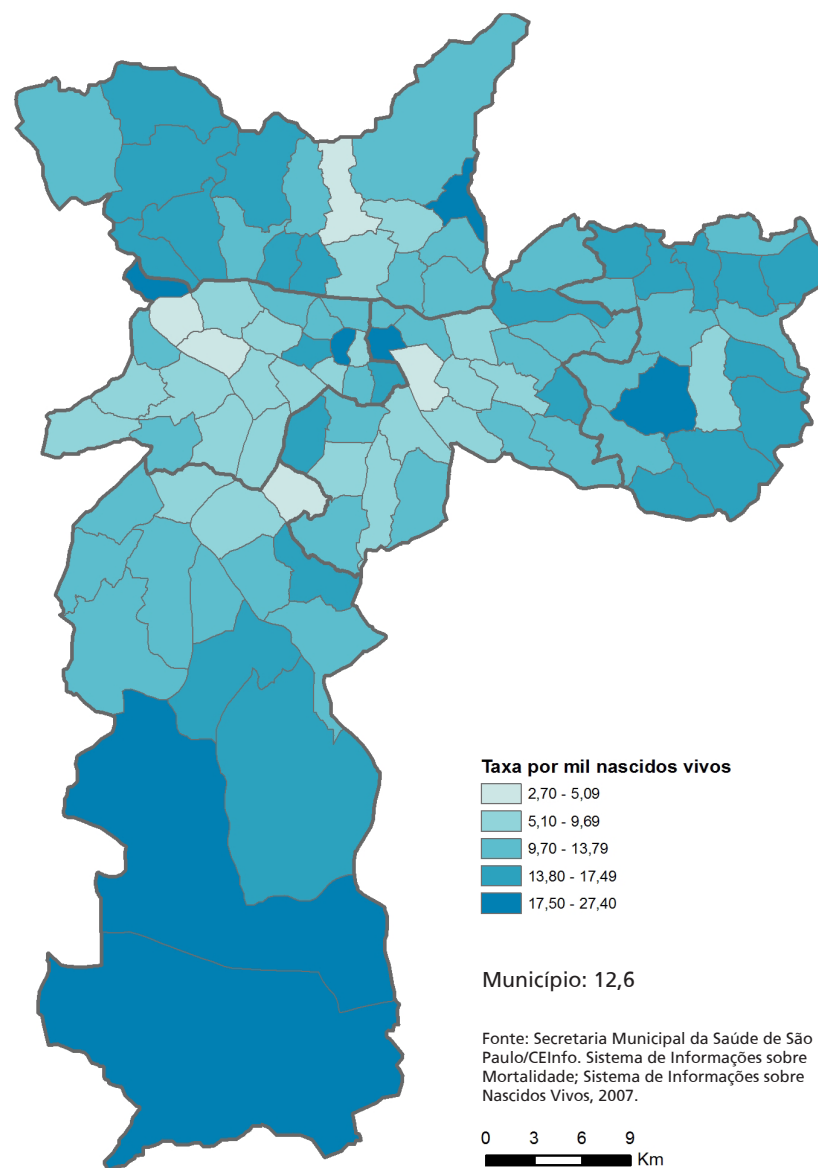 Taxa por mil nascidos vivos
2,70 - 5,09
5,10 - 9,69
9,70 - 13,79
13,80 - 17,49
17,50 - 27,40
Município: 12,6
Fonte: Secretaria Municipal da Saúde de São
Paulo/CEInfo. Sistema de Informações sobre
Mortalidade; Sistema de Informações sobre
Nascidos Vivos, 2007.
0 3 6 9
Km